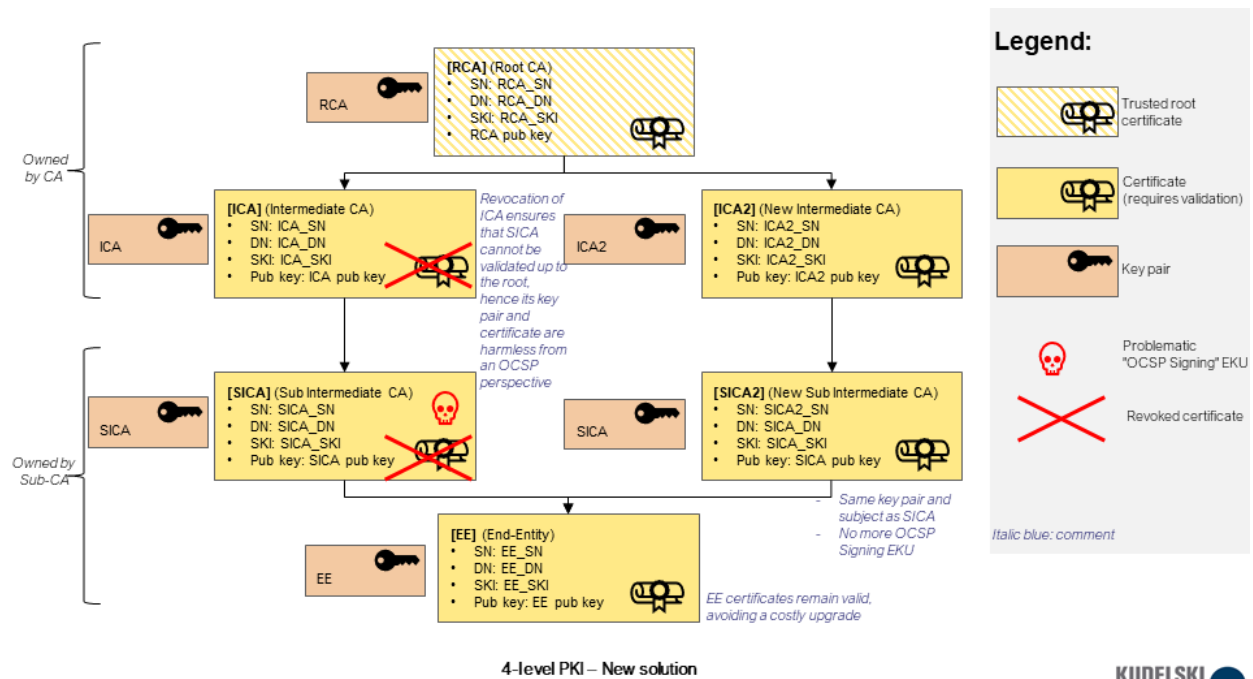 [RCA] (Root CA)
• SN: RCA_SN
• DN: RCA_DN
• SKI: RCA_SKI
• RCA pub key
RCA
Owned
by CA
[ICA] (Intermediate CA)
• SN: ICA_SN
• DN: ICA_DN
• SKI: ICA_SKI
• Pub key: ICA pub key
ICA
Revocation of
ICA ensures
that SICA
cannot be
validated up to
the root,
hence its key
pair and
certificate are
harmless from
an OCSP
perspective
ICA2
[ICA2] (New Intermediate CA)
• SN: ICA2_SN
• DN: ICA2_DN
• SKI: ICA2_SKI
• Pub key: ICA2 pub key
Owned by
Sub-CA
SICA
[SICA] (Sub Intermediate CA)
• SN: SICA_SN
• DN: SICA_DN
• SKI: SICA_SKI
• Pub key: SICA pub key
SICA
[SICA2] (New Sub Intermediate CA)
• SN: SICA2_SN
• DN: SICA_DN
• SKI: SICA_SKI
• Pub key: SICA pub key
- Same key pair and
subject as SICA
- No more OCSP
Signing EKU
EE
[EE] (End-Entity)
• SN: EE_SN
• DN: EE_DN
• SKI: EE_SKI
• Pub key: EE pub key
EE certificates remain valid,
avoiding a costly upgrade
4-level PKI – New solution
Legend:
Trusted root
certificate
Certificate
(requires validation)
Key pair
Problematic
"OCSP Signing" EKU
Revoked certificate
Italic blue: comment
KUDELSKI